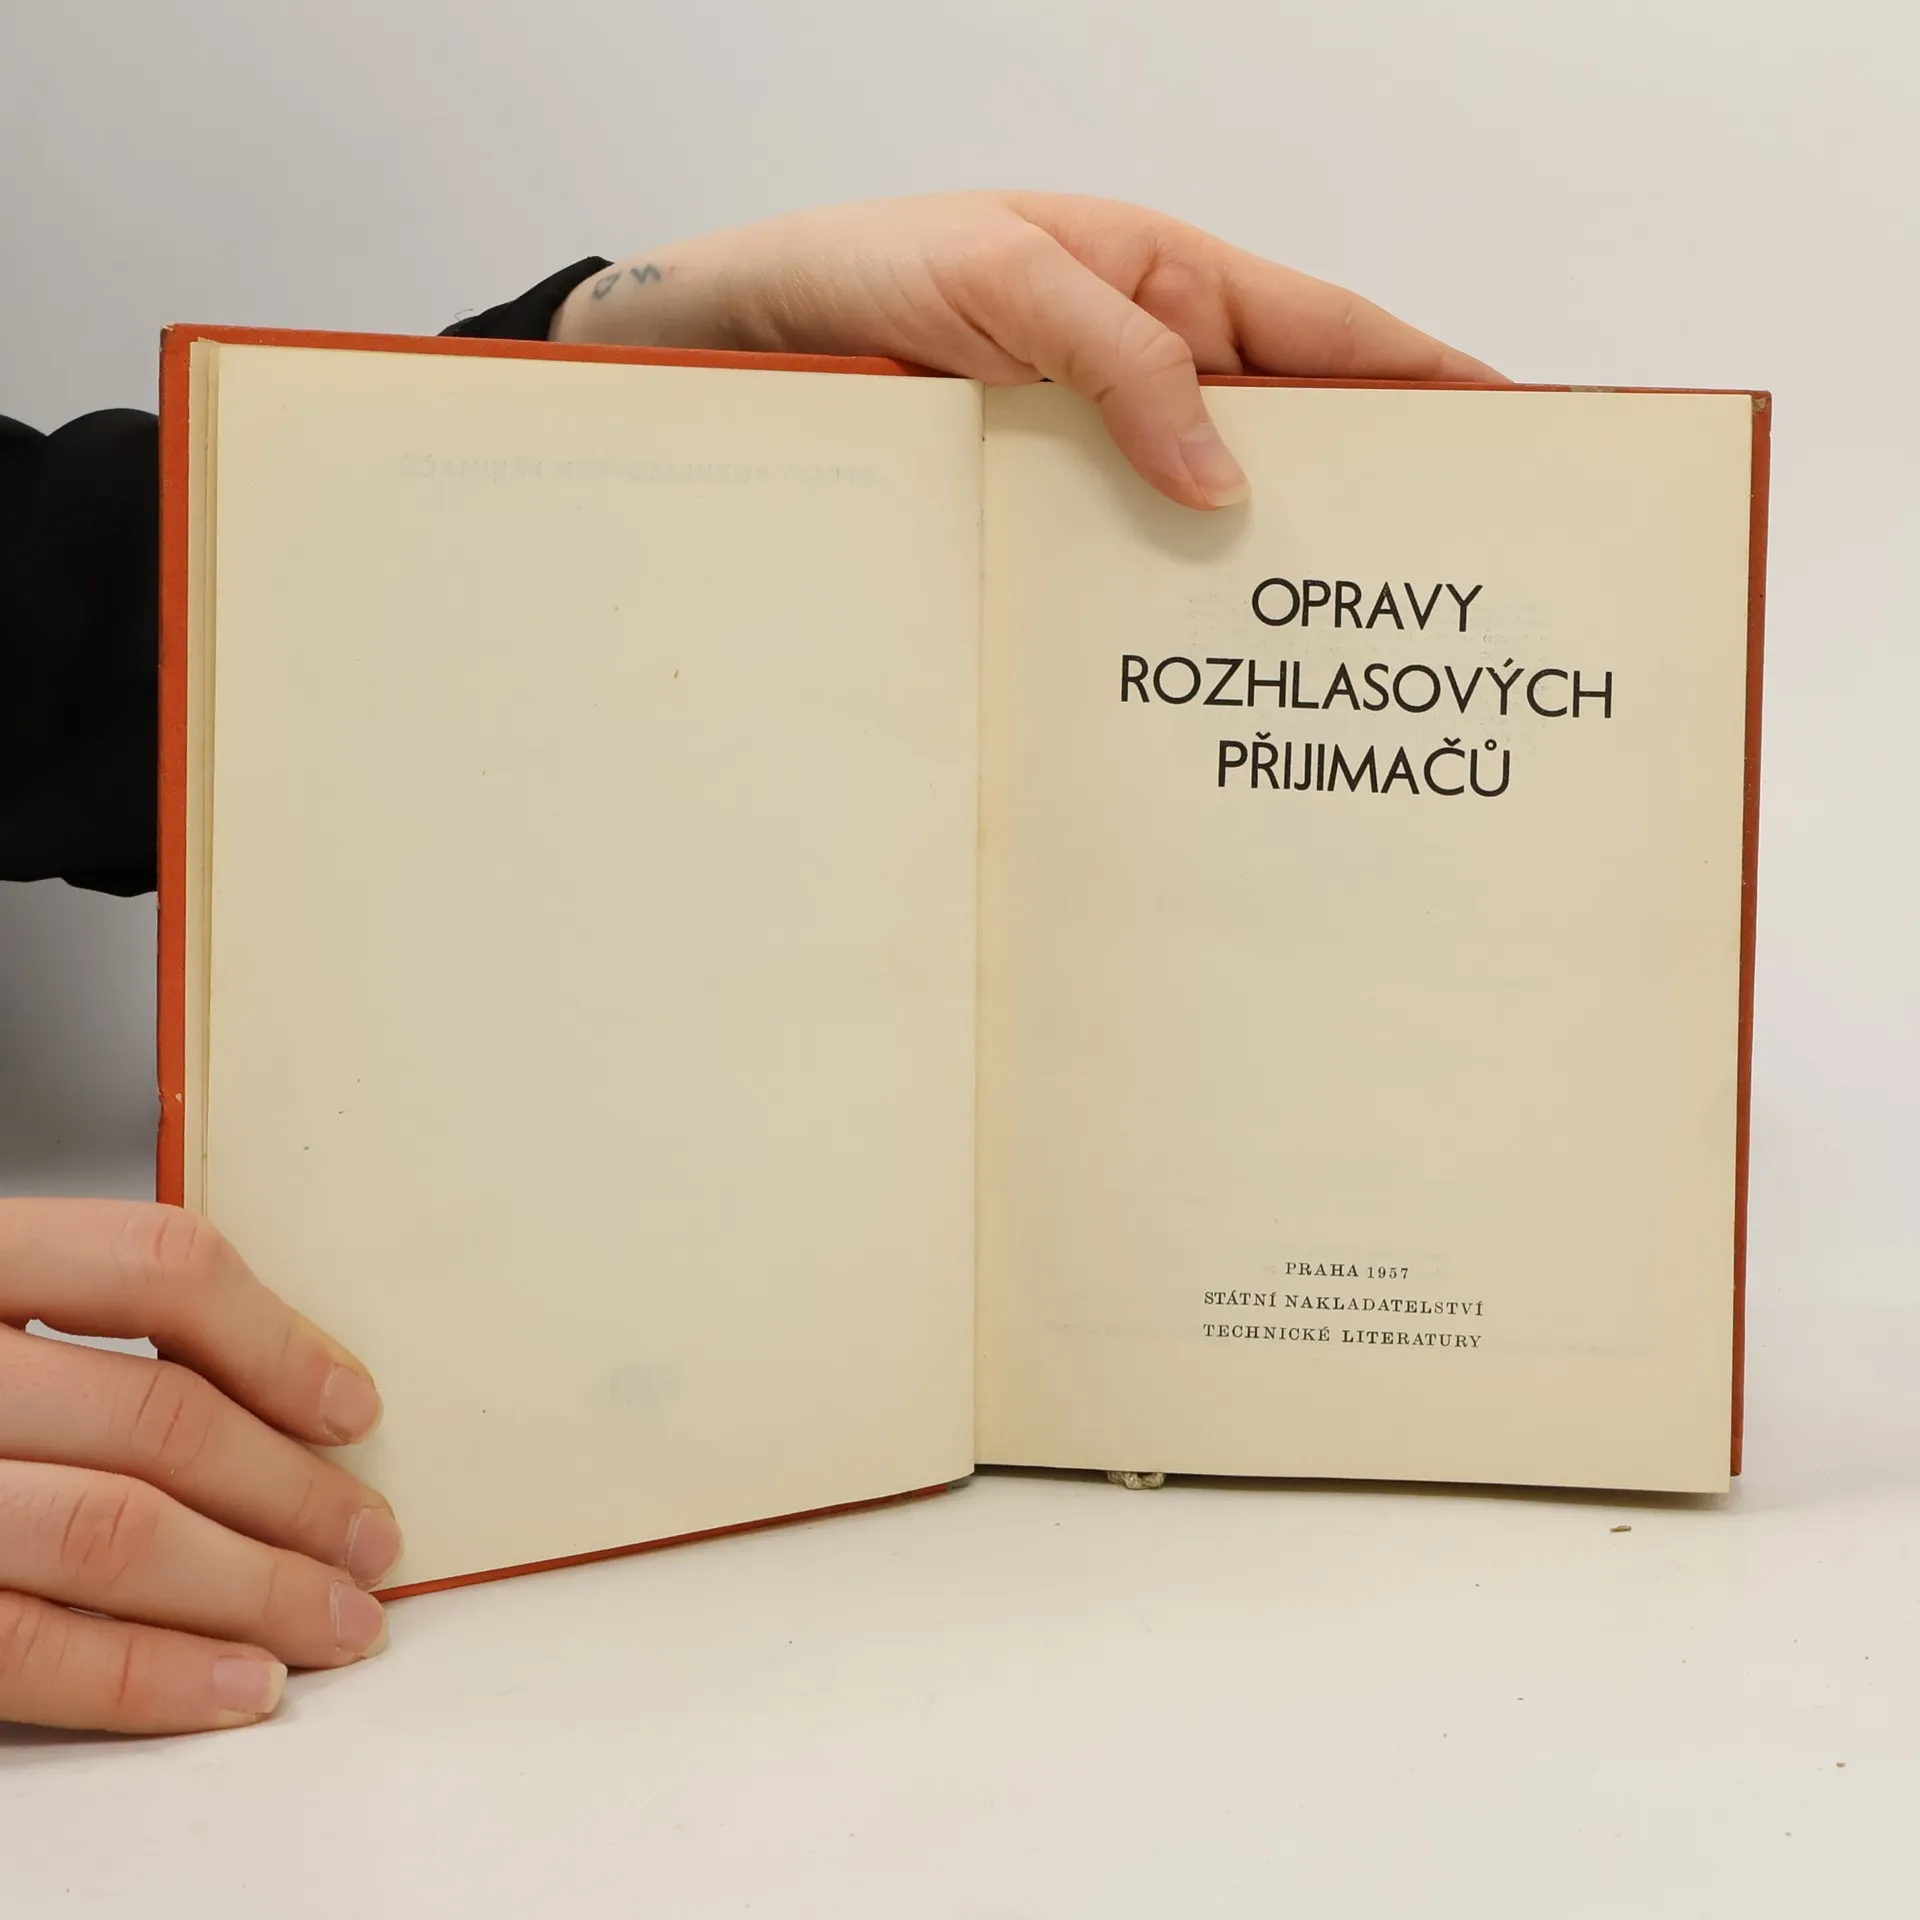 OPRAVY
ROZHLASOVÝCH
PŘIJIMAČŮ
PRAHA 1957
STÁTNÍ NAKLADATELSTVÍ
TECHNICKÉ LITERATURY